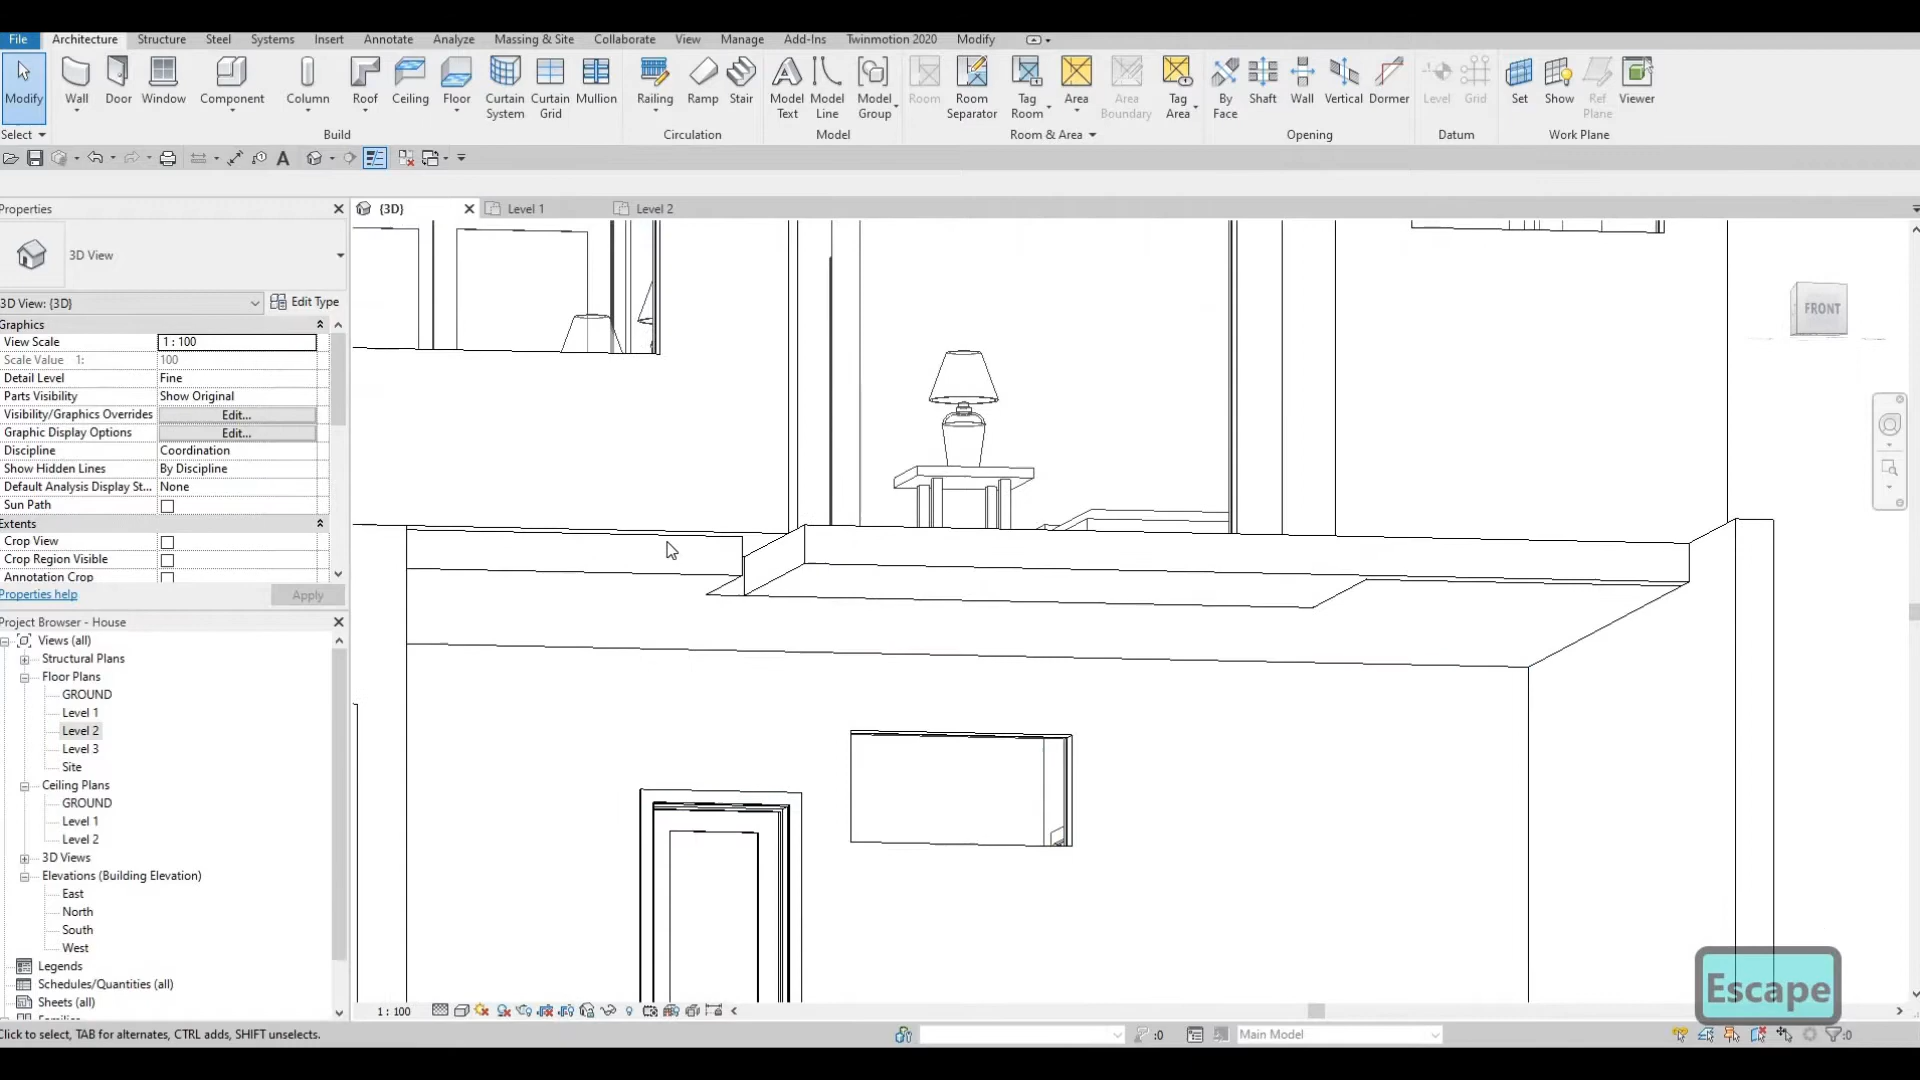 File Architecture Structure Steel Systems Insert Annotate Analyze Massing & Site Collaborate View Manage Add-Ins Twinmotion 2020 Modify
Modify Wall Door Window Component Column Roof Ceiling Floor Curtain System Curtain Grid Mullion Railing Ramp Stair Model Text Model Line Model Group Room Room Separator Tag Room Area Area Boundary Tag Area By Face Shaft Wall Vertical Dormer Level Grid Set Show Ref Plane Viewer
Select Build Circulation Model Room & Area Opening Datum Work Plane
Properties
{3D} Level 1 Level 2
3D View
3D View: {3D} Edit Type
Graphics
View Scale 1 : 100
Scale Value 1: 100
Detail Level Fine
Parts Visibility Show Original
Visibility/Graphics Overrides Edit...
Graphic Display Options Edit...
Discipline Coordination
Show Hidden Lines By Discipline
Default Analysis Display St... None
Sun Path
Extents
Crop View
Crop Region Visible
Annotation Crop
Properties help Apply
Project Browser - House
Views (all)
Structural Plans
Floor Plans
GROUND
Level 1
Level 2
Level 3
Site
Ceiling Plans
GROUND
Level 1
Level 2
3D Views
Elevations (Building Elevation)
East
North
South
West
Legends
Schedules/Quantities (all)
Sheets (all)
FRONT
Escape
1 : 100
Click to select, TAB for alternates, CTRL adds, SHIFT unselects.
:0
Main Model
:0